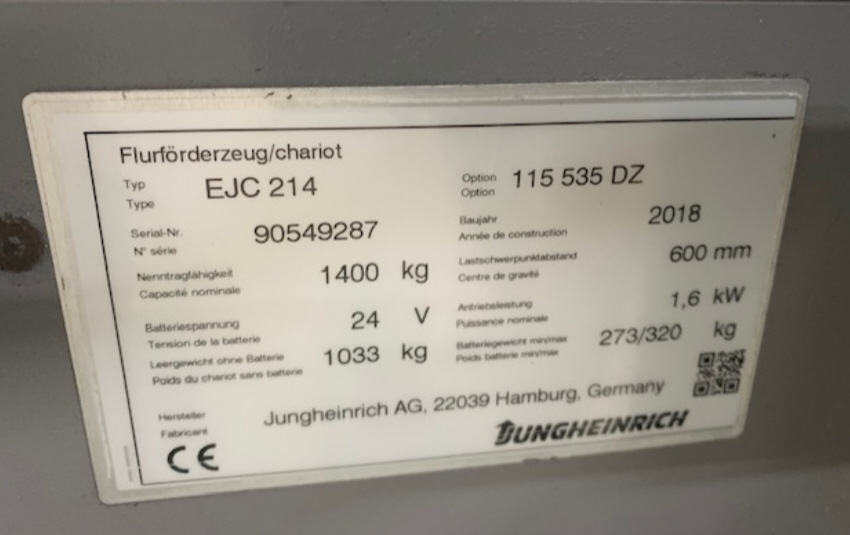 Flurförderzeug/chariot
Typ EJC 214 Option 115 535 DZ
Type Option
Serial-Nr. 90549287 Baujahr 2018
N° série Année de construction
Nenntragfähigkeit 1400 kg Lastschwerpunktabstand 600 mm
Capacité nominale Centre de gravité
Batteriespannung 24 V Antriebsleistung 1,6 kW
Tension de la batterie Puissance nominale
Leergewicht ohne Batterie 1033 kg Batteriegewicht min/max 273/320 kg
Poids du chariot sans batterie Poids batterie min/max
Hersteller Jungheinrich AG, 22039 Hamburg, Germany
Fabricant
CE JUNGHEINRICH